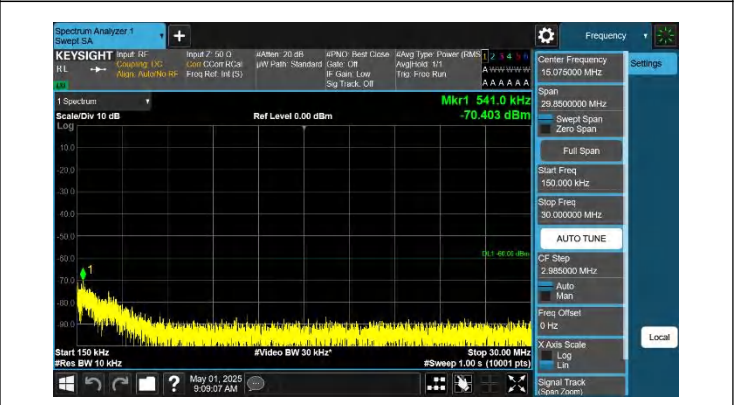 Spectrum Analyzer 1
Swept SA
+
Frequency
KEYSIGHT Input: RF Input Z: 50 Ω #Atten: 20 dB #PNO: Best Close #Avg Type: Power (RMS 1 2 3 4 5 6
RL Coupling: DC Corr CCorr RCal µW Path: Standard Gate: Off Avg|Hold: 1/1 A W W W W W
Align: Auto/No RF Freq Ref: Int (S) IF Gain: Low Trig: Free Run
Sig Track: Off A A A A A A
1 Spectrum
Mkr1 541.0 kHz
Scale/Div 10 dB Ref Level 0.00 dBm -70.403 dBm
Log
-10.0
-20.0
-30.0
-40.0
-50.0
DL1 -60.00 dBm
-60.0
1
-70.0
-80.0
-90.0
Start 150 kHz #Video BW 30 kHz* Stop 30.00 MHz
#Res BW 10 kHz #Sweep 1.00 s (10001 pts)
? May 01, 2025
9:09:07 AM
Center Frequency
15.075000 MHz
Settings
Span
29.8500000 MHz
Swept Span
Zero Span
Full Span
Start Freq
150.000 kHz
Stop Freq
30.000000 MHz
AUTO TUNE
CF Step
2.985000 MHz
Auto
Man
Freq Offset
0 Hz
X Axis Scale
Log
Lin
Local
Signal Track
(Span Zoom)